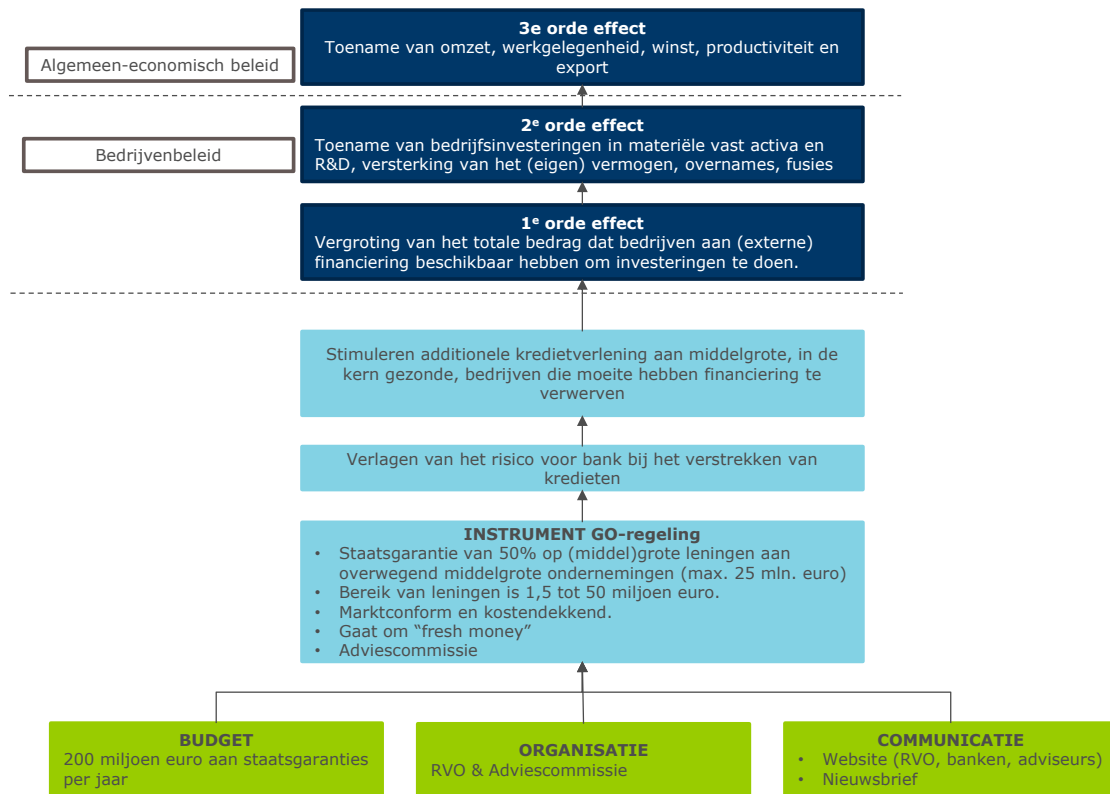 3e orde effect
Toename van omzet, werkgelegenheid, winst, productiviteit en
export
Algemeen-economisch beleid
2e orde effect
Toename van bedrijfsinvesteringen in materiële vast activa en
R&D, versterking van het (eigen) vermogen, overnames, fusies
Bedrijvenbeleid
1e orde effect
Vergroting van het totale bedrag dat bedrijven aan (externe)
financiering beschikbaar hebben om investeringen te doen.
Stimuleren additionele kredietverlening aan middelgrote, in de
kern gezonde, bedrijven die moeite hebben financiering te
verwerven
Verlagen van het risico voor bank bij het verstrekken van
kredieten
INSTRUMENT GO-regeling
• Staatsgarantie van 50% op (middel)grote leningen aan
overwegend middelgrote ondernemingen (max. 25 mln. euro)
• Bereik van leningen is 1,5 tot 50 miljoen euro.
• Marktconform en kostendekkend.
• Gaat om “fresh money”
• Adviescommissie
BUDGET
200 miljoen euro aan staatsgaranties
per jaar
ORGANISATIE
RVO & Adviescommissie
COMMUNICATIE
• Website (RVO, banken, adviseurs)
• Nieuwsbrief